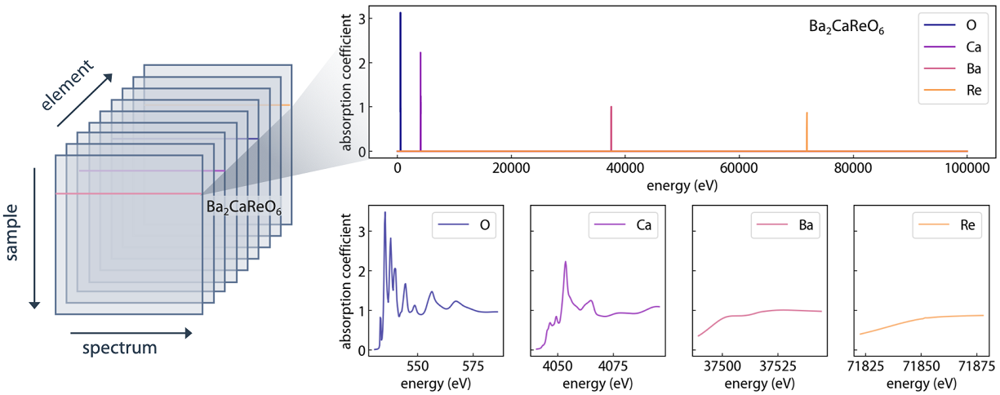 element
sample
spectrum
Ba₂CaReO₆
absorption coefficient
3
2
1
0
Ba₂CaReO₆
O
Ca
Ba
Re
0 20000 40000 60000 80000 100000
energy (eV)
absorption coefficient
3
2
1
0
O
550 575
energy (eV)
Ca
4050 4075
energy (eV)
Ba
37500 37525
energy (eV)
Re
71825 71850 71875
energy (eV)